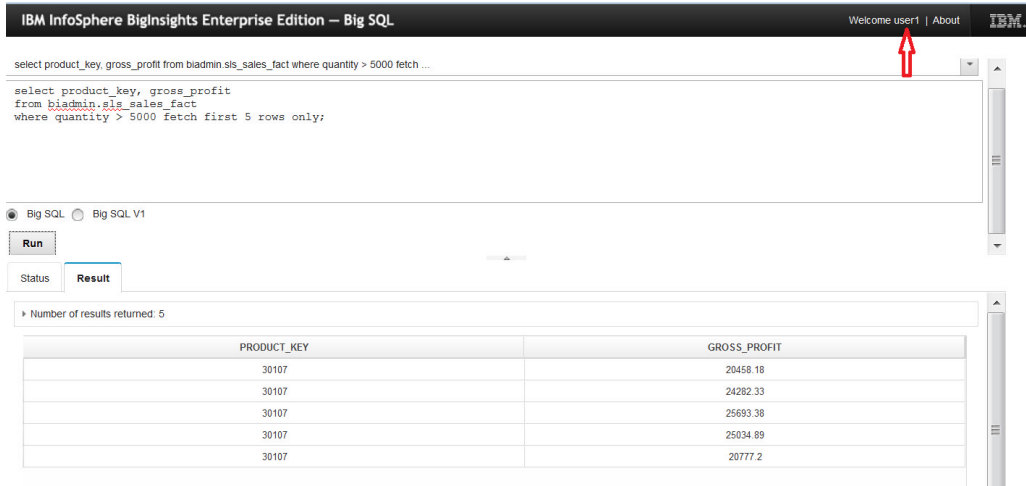 IBM InfoSphere BigInsights Enterprise Edition — Big SQL
Welcome user1 | About
IBM.
select product_key, gross_profit from biadmin.sls_sales_fact where quantity > 5000 fetch ...
select product_key, gross_profit
from biadmin.sls_sales_fact
where quantity > 5000 fetch first 5 rows only;
Big SQL
Big SQL V1
Run
Status
Result
Number of results returned: 5
PRODUCT_KEY GROSS_PROFIT
30107 20458.18
30107 24282.33
30107 25693.38
30107 25034.89
30107 20777.2